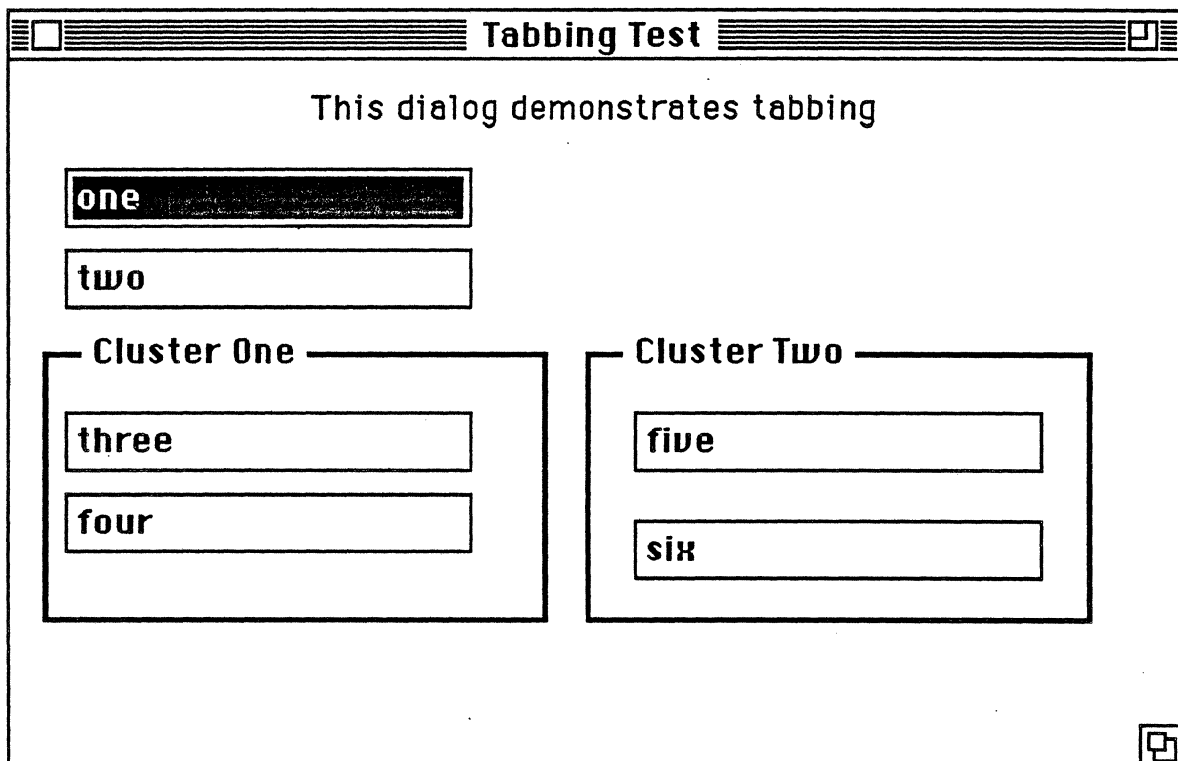 Tabbing Test
This dialog demonstrates tabbing
one
two
Cluster One
three
four
Cluster Two
five
six